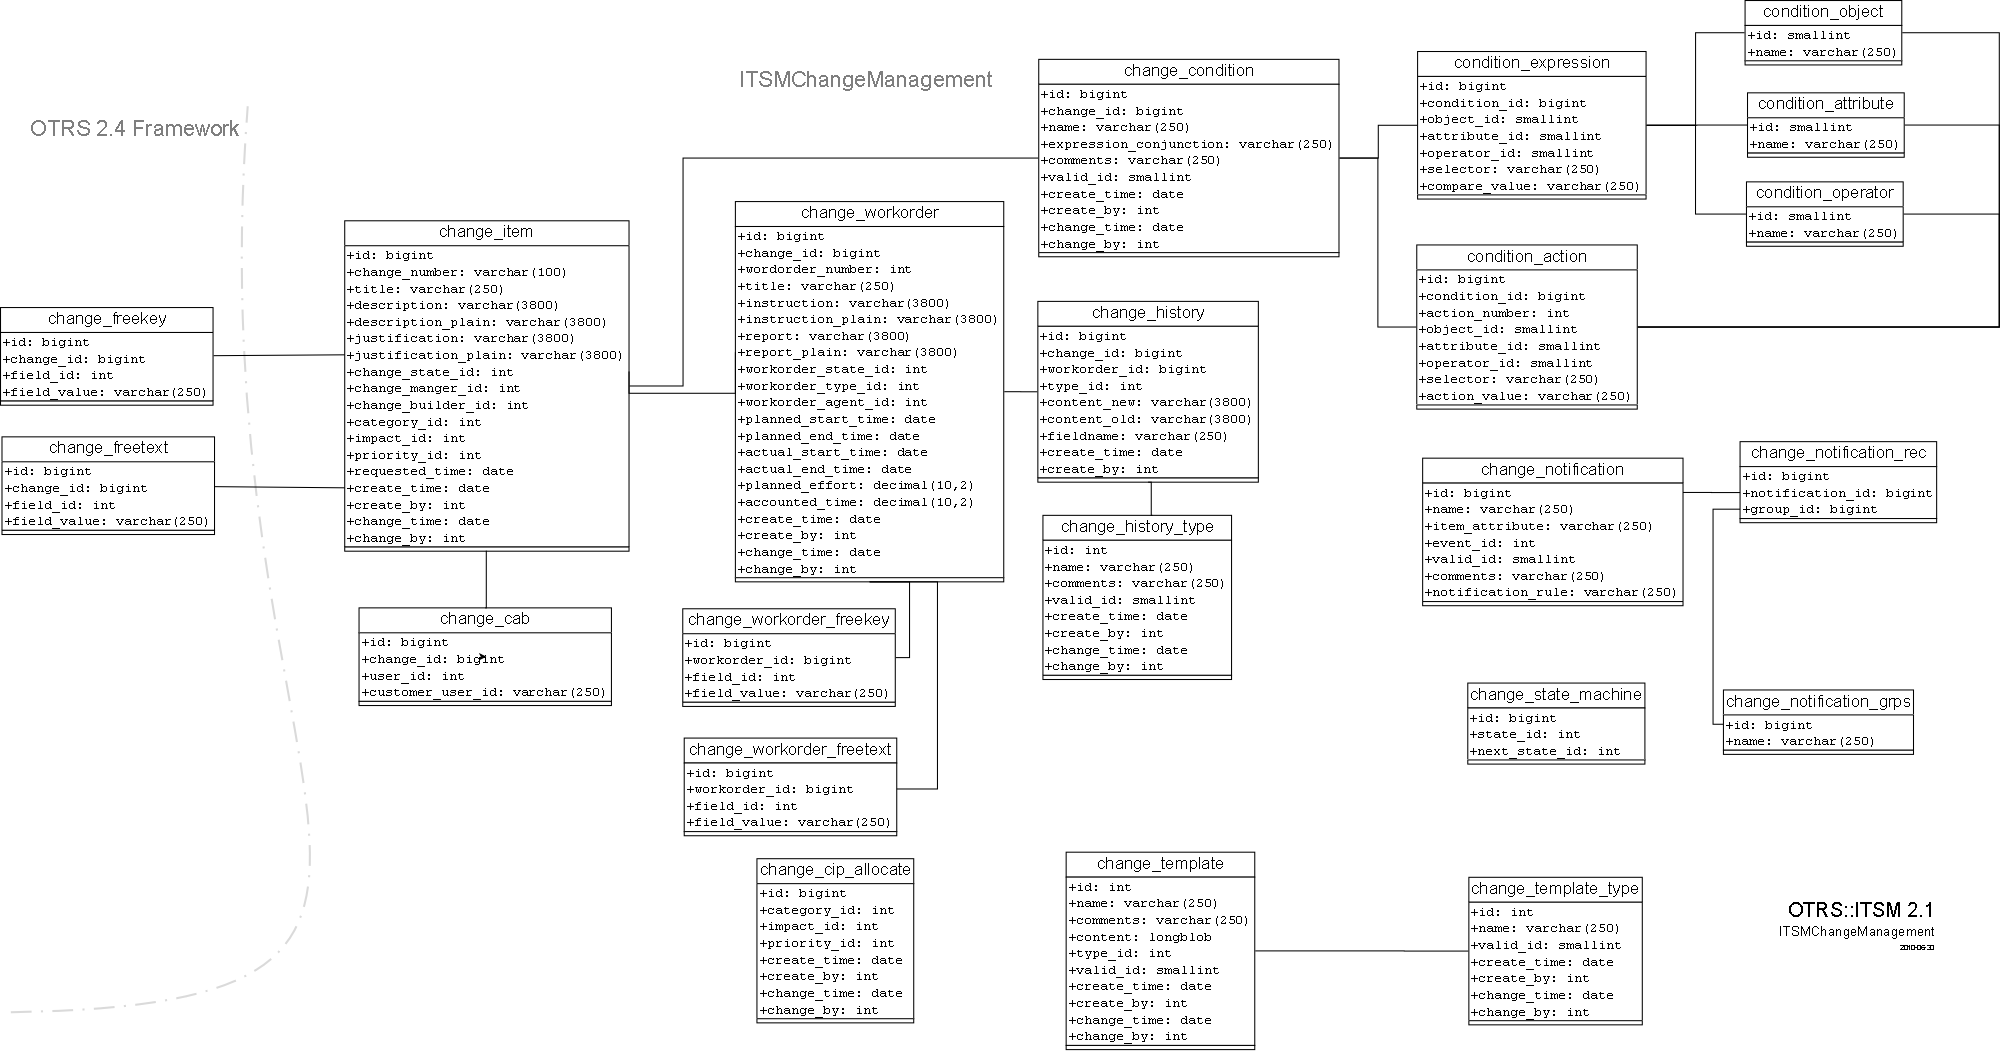 OTRS 2.4 Framework
ITSMChangeManagement
change_freekey
+id: bigint
+change_id: bigint
+field_id: int
+field_value: varchar(250)
change_freetext
+id: bigint
+change_id: bigint
+field_id: int
+field_value: varchar(250)
change_item
+id: bigint
+change_number: varchar(100)
+title: varchar(250)
+description: varchar(3800)
+description_plain: varchar(3800)
+justification: varchar(3800)
+justification_plain: varchar(3800)
+change_state_id: int
+change_manger_id: int
+change_builder_id: int
+category_id: int
+impact_id: int
+priority_id: int
+requested_time: date
+create_time: date
+create_by: int
+change_time: date
+change_by: int
change_cab
+id: bigint
+change_id: bigint
+user_id: int
+customer_user_id: varchar(250)
change_workorder
+id: bigint
+change_id: bigint
+wordorder_number: int
+title: varchar(250)
+instruction: varchar(3800)
+instruction_plain: varchar(3800)
+report: varchar(3800)
+report_plain: varchar(3800)
+workorder_state_id: int
+workorder_type_id: int
+workorder_agent_id: int
+planned_start_time: date
+planned_end_time: date
+actual_start_time: date
+actual_end_time: date
+planned_effort: decimal(10,2)
+accounted_time: decimal(10,2)
+create_time: date
+create_by: int
+change_time: date
+change_by: int
change_workorder_freekey
+id: bigint
+workorder_id: bigint
+field_id: int
+field_value: varchar(250)
change_workorder_freetext
+id: bigint
+workorder_id: bigint
+field_id: int
+field_value: varchar(250)
change_cip_allocate
+id: bigint
+category_id: int
+impact_id: int
+priority_id: int
+create_time: date
+create_by: int
+change_time: date
+change_by: int
change_condition
+id: bigint
+change_id: bigint
+name: varchar(250)
+expression_conjunction: varchar(250)
+comments: varchar(250)
+valid_id: smallint
+create_time: date
+create_by: int
+change_time: date
+change_by: int
change_history
+id: bigint
+change_id: bigint
+workorder_id: bigint
+type_id: int
+content_new: varchar(3800)
+content_old: varchar(3800)
+fieldname: varchar(250)
+create_time: date
+create_by: int
change_history_type
+id: int
+name: varchar(250)
+comments: varchar(250)
+valid_id: smallint
+create_time: date
+create_by: int
+change_time: date
+change_by: int
change_template
+id: int
+name: varchar(250)
+comments: varchar(250)
+content: longblob
+type_id: int
+valid_id: smallint
+create_time: date
+create_by: int
+change_time: date
+change_by: int
condition_expression
+id: bigint
+condition_id: bigint
+object_id: smallint
+attribute_id: smallint
+operator_id: smallint
+selector: varchar(250)
+compare_value: varchar(250)
condition_action
+id: bigint
+condition_id: bigint
+action_number: int
+object_id: smallint
+attribute_id: smallint
+operator_id: smallint
+selector: varchar(250)
+action_value: varchar(250)
condition_object
+id: smallint
+name: varchar(250)
condition_attribute
+id: smallint
+name: varchar(250)
condition_operator
+id: smallint
+name: varchar(250)
change_notification
+id: bigint
+name: varchar(250)
+item_attribute: varchar(250)
+event_id: int
+valid_id: smallint
+comments: varchar(250)
+notification_rule: varchar(250)
change_notification_rec
+id: bigint
+notification_id: bigint
+group_id: bigint
change_state_machine
+id: bigint
+state_id: int
+next_state_id: int
change_notification_grps
+id: bigint
+name: varchar(250)
change_template_type
+id: int
+name: varchar(250)
+valid_id: smallint
+create_time: date
+create_by: int
+change_time: date
+change_by: int
OTRS::ITSM 2.1
ITSMChangeManagement